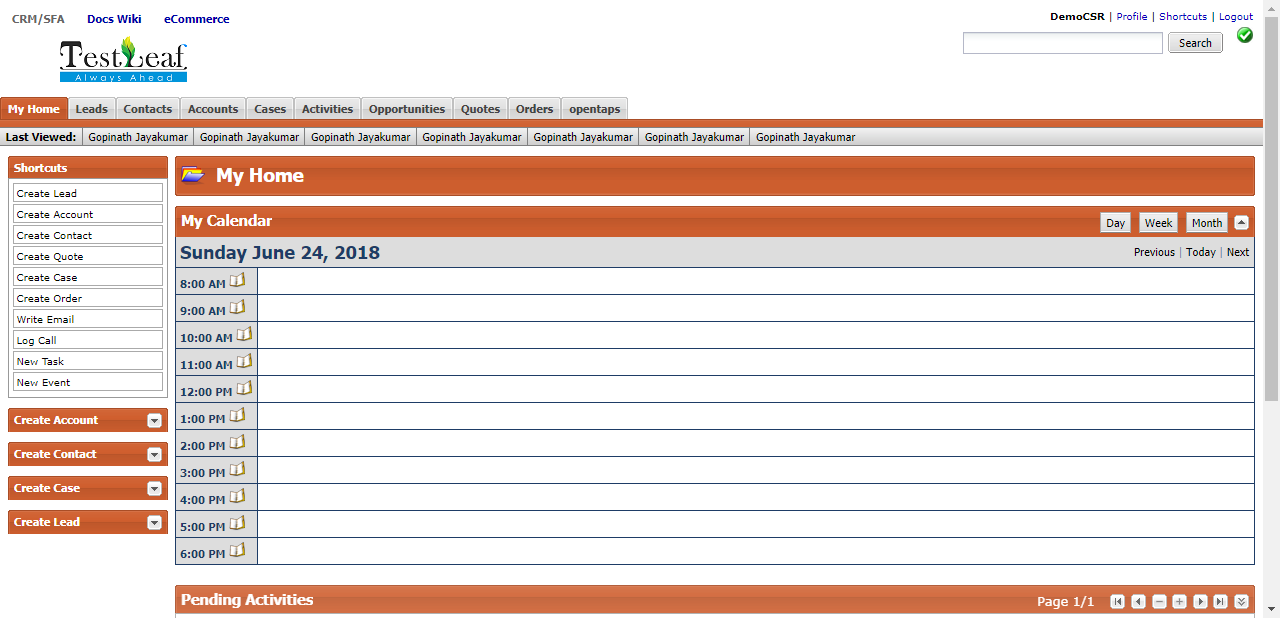 CRM/SFA Docs Wiki eCommerce
DemoCSR | Profile | Shortcuts | Logout
Search
TestLeaf
Always Ahead
My Home Leads Contacts Accounts Cases Activities Opportunities Quotes Orders opentaps
Last Viewed: Gopinath Jayakumar Gopinath Jayakumar Gopinath Jayakumar Gopinath Jayakumar Gopinath Jayakumar Gopinath Jayakumar Gopinath Jayakumar
Shortcuts
Create Lead
Create Account
Create Contact
Create Quote
Create Case
Create Order
Write Email
Log Call
New Task
New Event
Create Account
Create Contact
Create Case
Create Lead
My Home
My Calendar Day Week Month
Sunday June 24, 2018 Previous | Today | Next
8:00 AM
9:00 AM
10:00 AM
11:00 AM
12:00 PM
1:00 PM
2:00 PM
3:00 PM
4:00 PM
5:00 PM
6:00 PM
Pending Activities Page 1/1